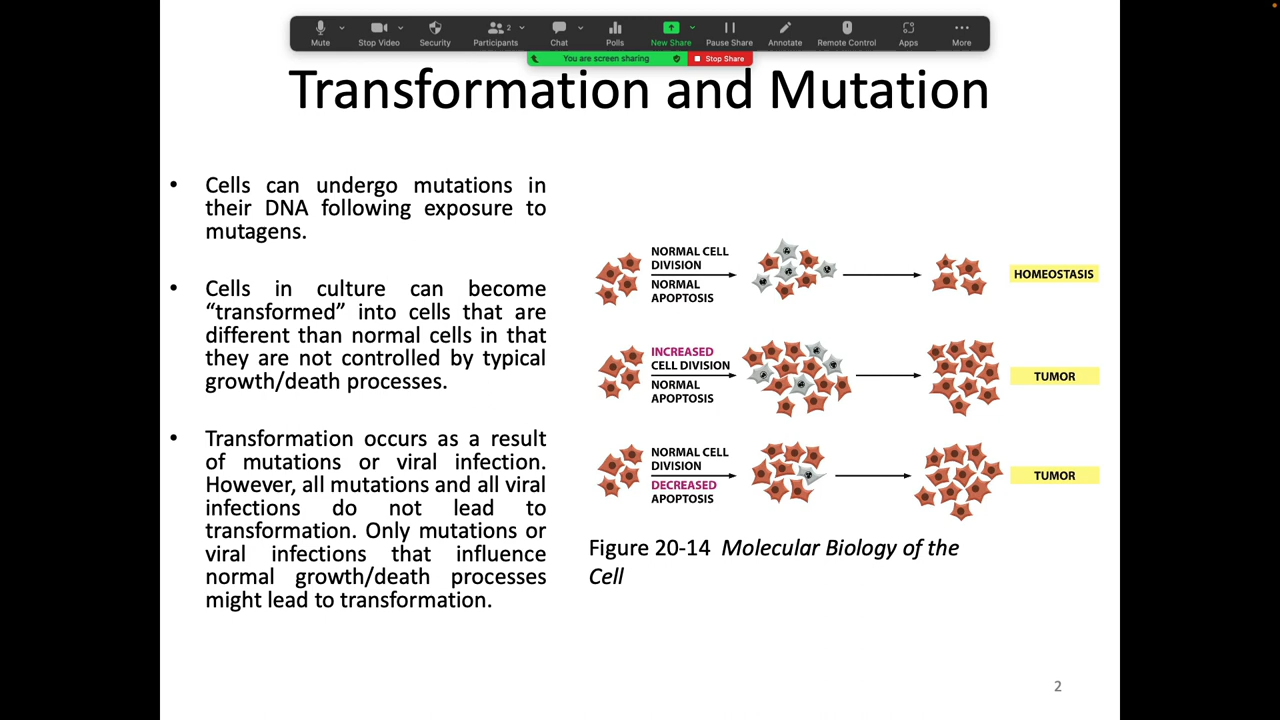 Mute
Stop Video
Security
Participants
2
Chat
Polls
New Share
Pause Share
Annotate
Remote Control
Apps
More
You are screen sharing
Stop Share
Transformation and Mutation
• Cells can undergo mutations in
their DNA following exposure to
mutagens.
• Cells in culture can become
“transformed” into cells that are
different than normal cells in that
they are not controlled by typical
growth/death processes.
• Transformation occurs as a result
of mutations or viral infection.
However, all mutations and all viral
infections do not lead to
transformation. Only mutations or
viral infections that influence
normal growth/death processes
might lead to transformation.
NORMAL CELL
DIVISION
NORMAL
APOPTOSIS
HOMEOSTASIS
INCREASED
CELL DIVISION
NORMAL
APOPTOSIS
TUMOR
NORMAL CELL
DIVISION
DECREASED
APOPTOSIS
TUMOR
Figure 20-14 Molecular Biology of the
Cell
2